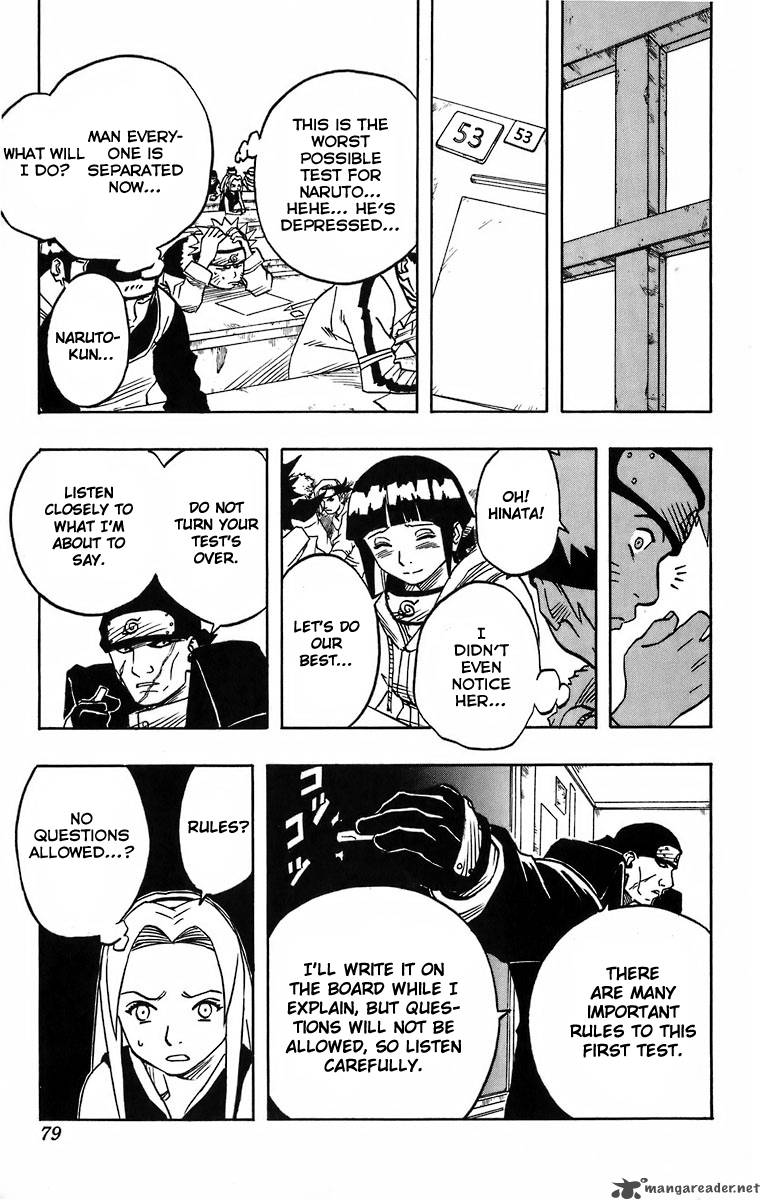 53
53
THIS IS THE
WORST
POSSIBLE
TEST FOR
NARUTO...
HEHE... HE'S
DEPRESSED...
MAN EVERY-
ONE IS
SEPARATED
NOW...
WHAT WILL
I DO?
NARUTO-
KUN...
OH!
HINATA!
I
DIDN'T
EVEN
NOTICE
HER...
LET'S DO
OUR
BEST...
DO NOT
TURN YOUR
TEST'S
OVER.
LISTEN
CLOSELY TO
WHAT I'M
ABOUT TO
SAY.
THERE
ARE MANY
IMPORTANT
RULES TO THIS
FIRST TEST.
コッ
コッ
I'LL WRITE IT ON
THE BOARD WHILE I
EXPLAIN, BUT QUES-
TIONS WILL NOT BE
ALLOWED, SO LISTEN
CAREFULLY.
RULES?
NO
QUESTIONS
ALLOWED...?
79
mangareader.net